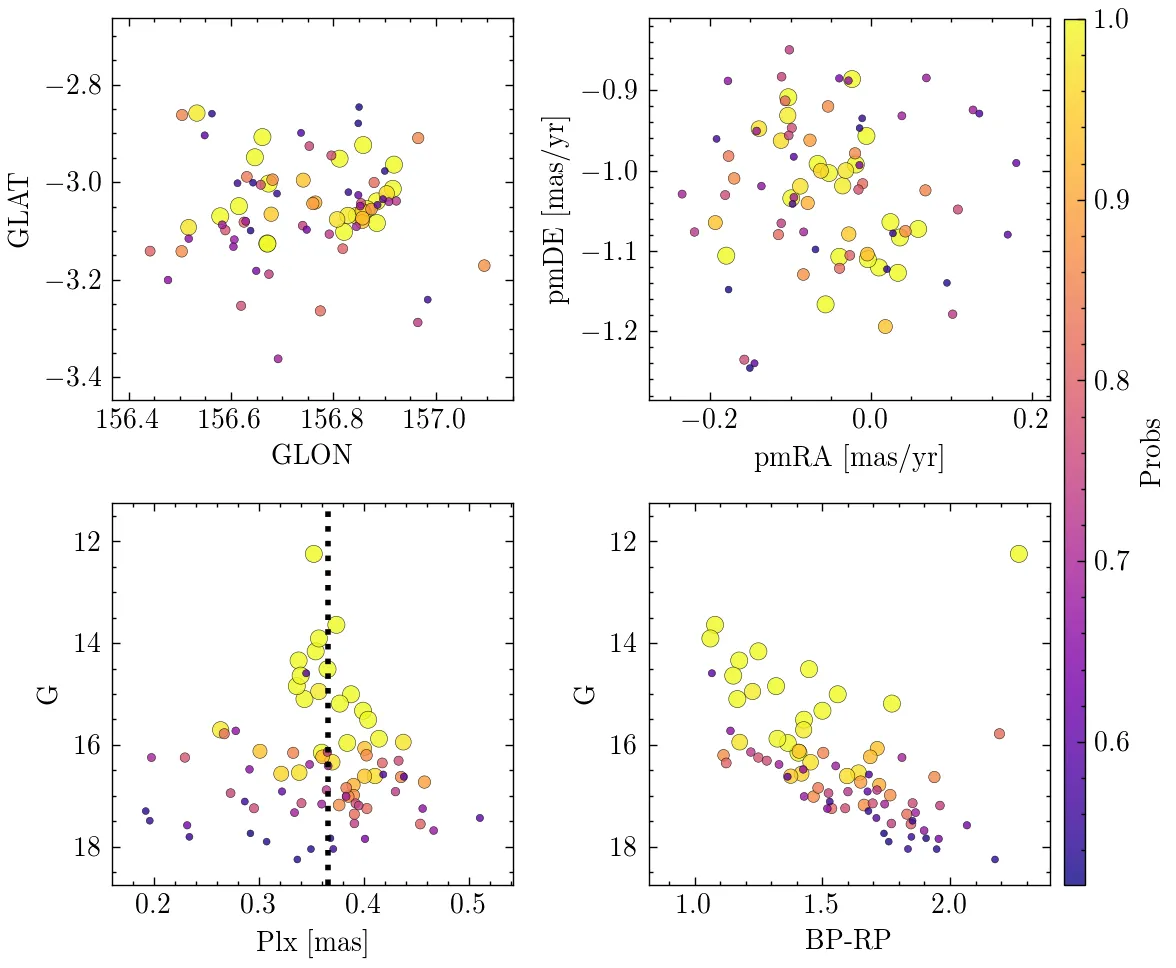 −2.8
−3.0
−3.2
−3.4
GLAT
156.4 156.6 156.8 157.0
GLON
−0.9
−1.0
−1.1
−1.2
pmDE [mas/yr]
−0.2 0.0 0.2
pmRA [mas/yr]
12
14
16
18
G
0.2 0.3 0.4 0.5
Plx [mas]
12
14
16
18
G
1.0 1.5 2.0
BP-RP
1.0
0.9
0.8
0.7
0.6
Probs